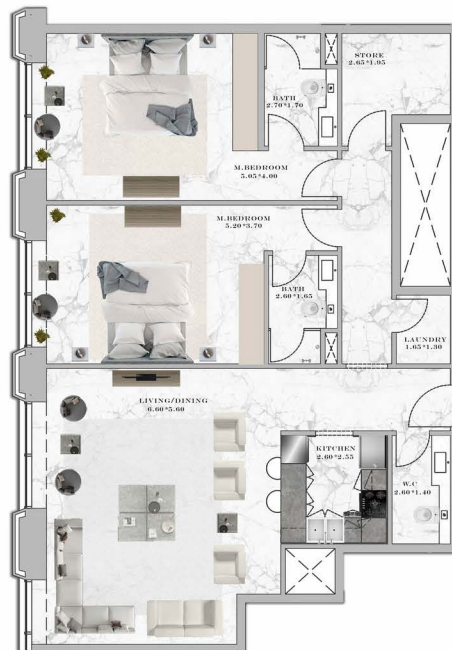 STORE
2.65*1.95
BATH
2.70*1.70
M.BEDROOM
5.05*4.00
M.BEDROOM
5.20*3.70
BATH
2.60*1.65
LAUNDRY
1.65*1.30
LIVING/DINING
6.60*5.60
KITCHEN
2.60*2.55
W.C
2.60*1.40